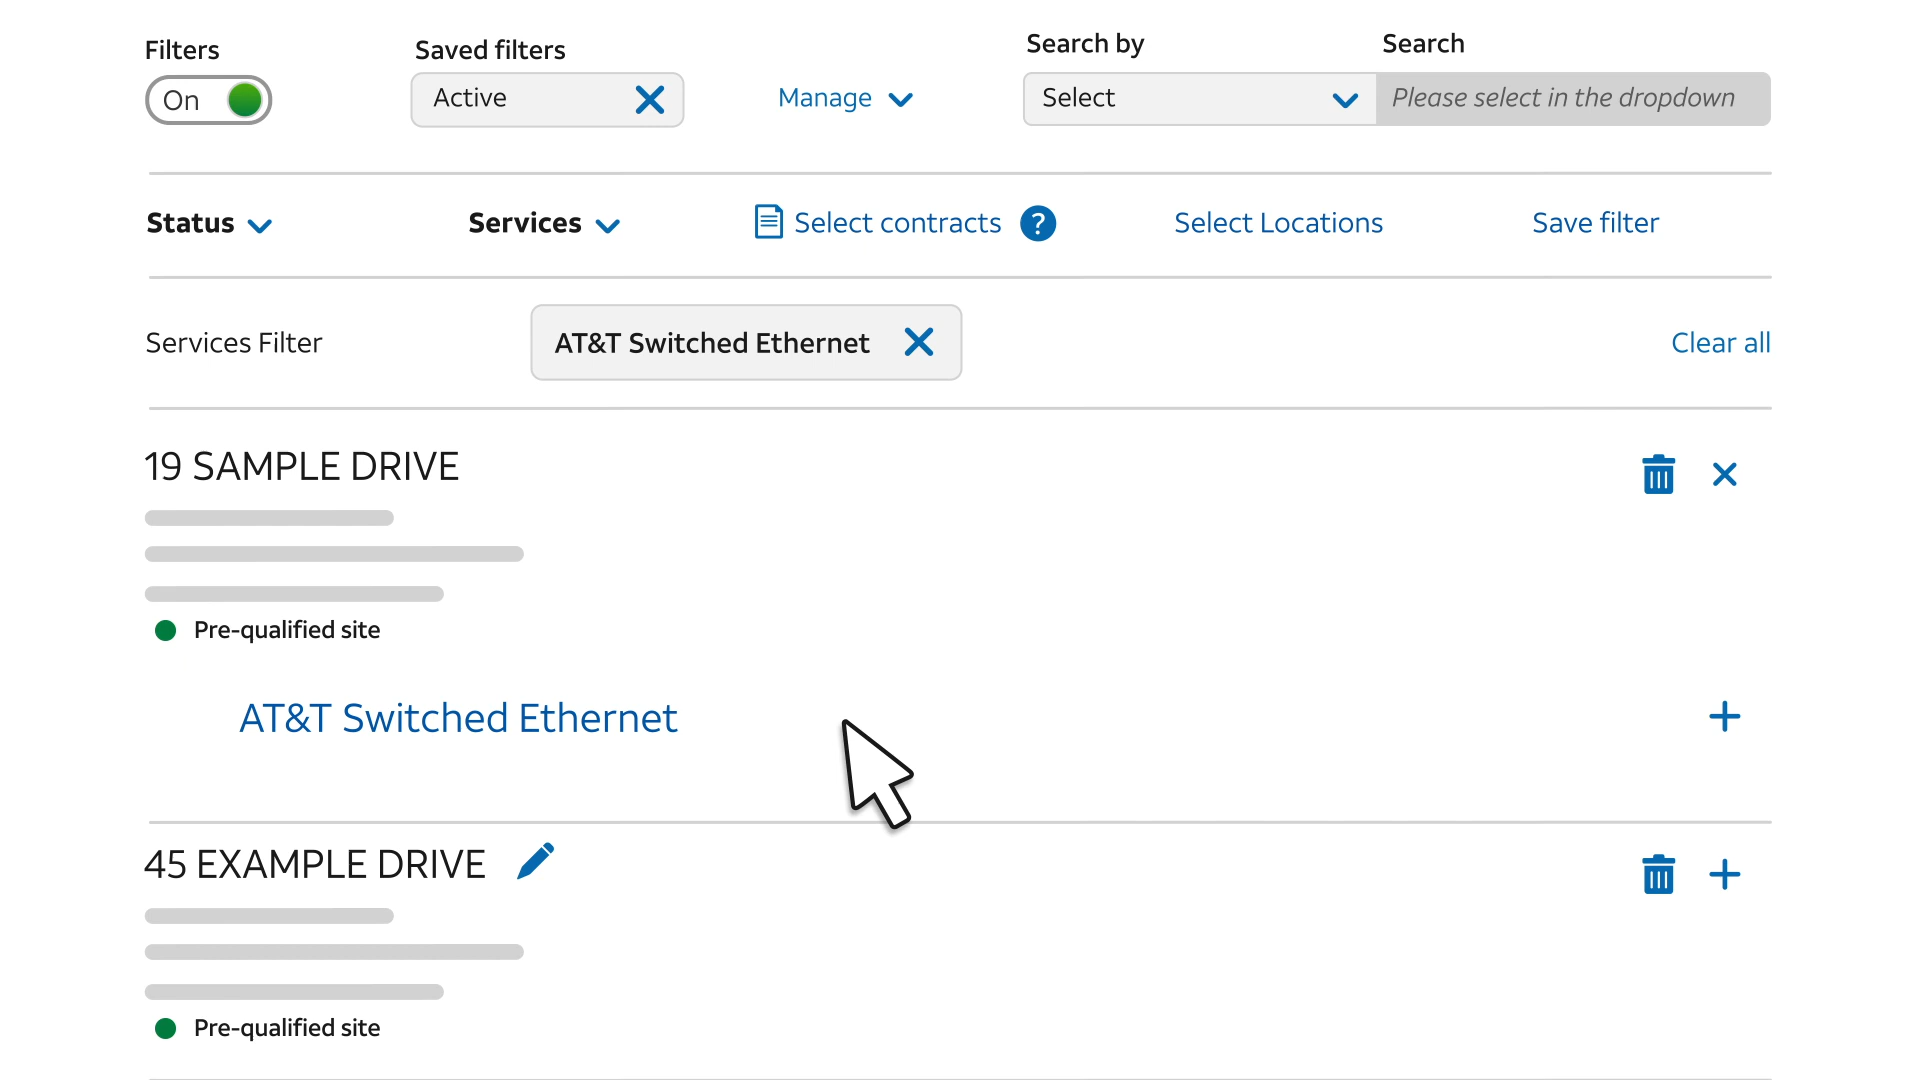 Filters
Saved filters
Search by
Search
On
Active
Manage
Select
Please select in the dropdown
Status
Services
Select contracts
?
Select Locations
Save filter
Services Filter
AT&T Switched Ethernet
Clear all
19 SAMPLE DRIVE
Pre-qualified site
AT&T Switched Ethernet
45 EXAMPLE DRIVE
Pre-qualified site